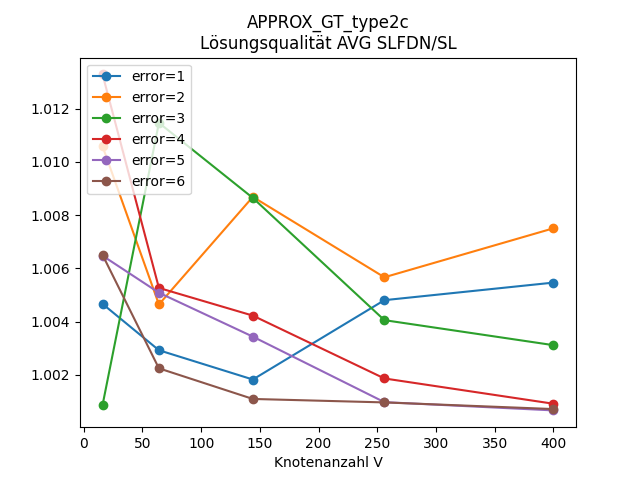 APPROX_GT_type2c
Lösungsqualität AVG SLFDN/SL
error=1
error=2
error=3
error=4
error=5
error=6
1.012
1.010
1.008
1.006
1.004
1.002
0 50 100 150 200 250 300 350 400
Knotenanzahl V